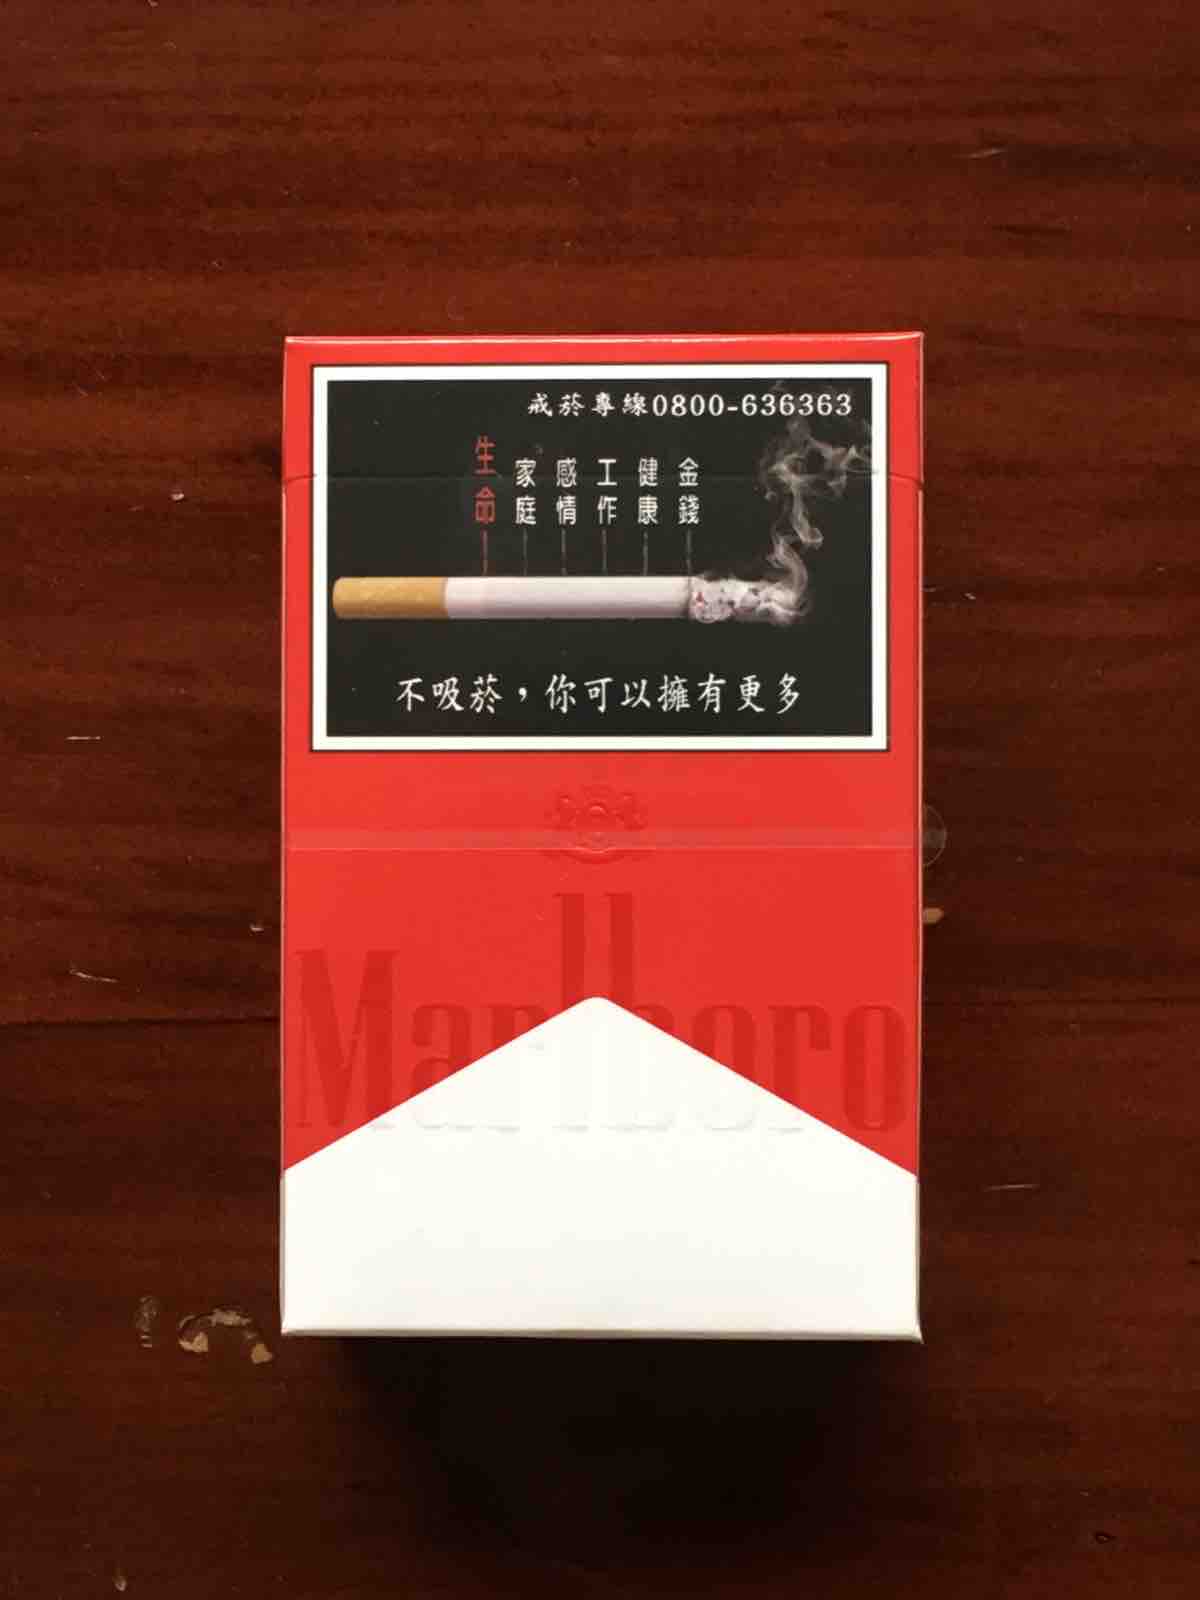 戒菸專線0800-636363
生命
家庭
感情
工作
健康
金錢
不吸菸，你可以擁有更多
Marlboro